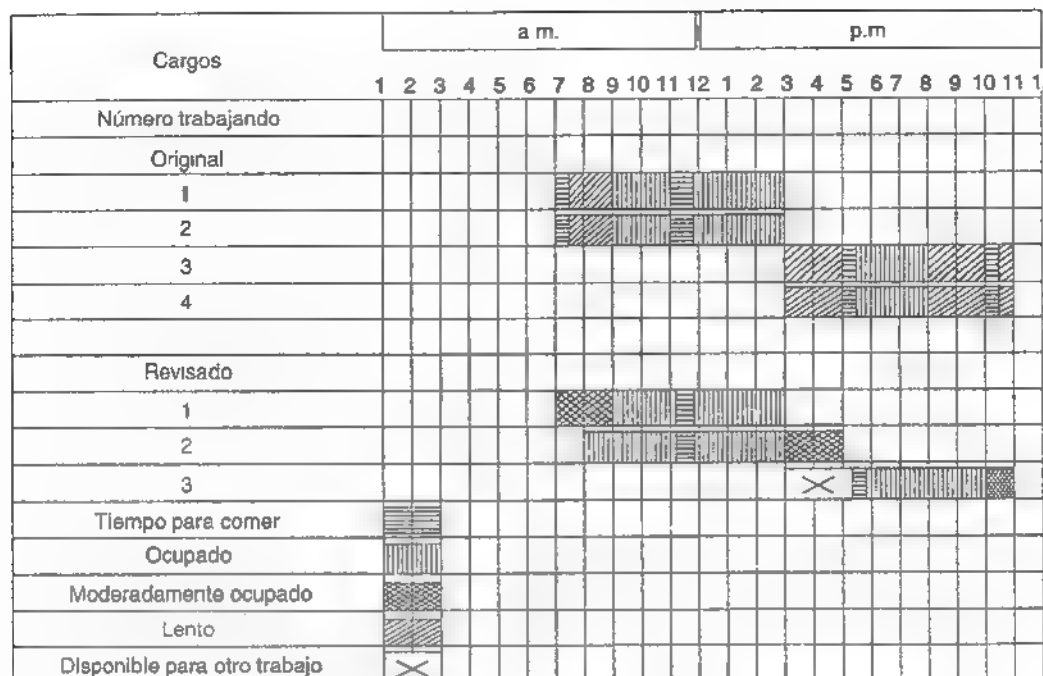 a m. p.m
Cargos
1 2 3 4 5 6 7 8 9 10 11 12 1 2 3 4 5 6 7 8 9 10 11 1
Número trabajando
Original
1
2
3
4
Revisado
1
2
3
Tiempo para comer
Ocupado
Moderadamente ocupado
Lento
Disponible para otro trabajo